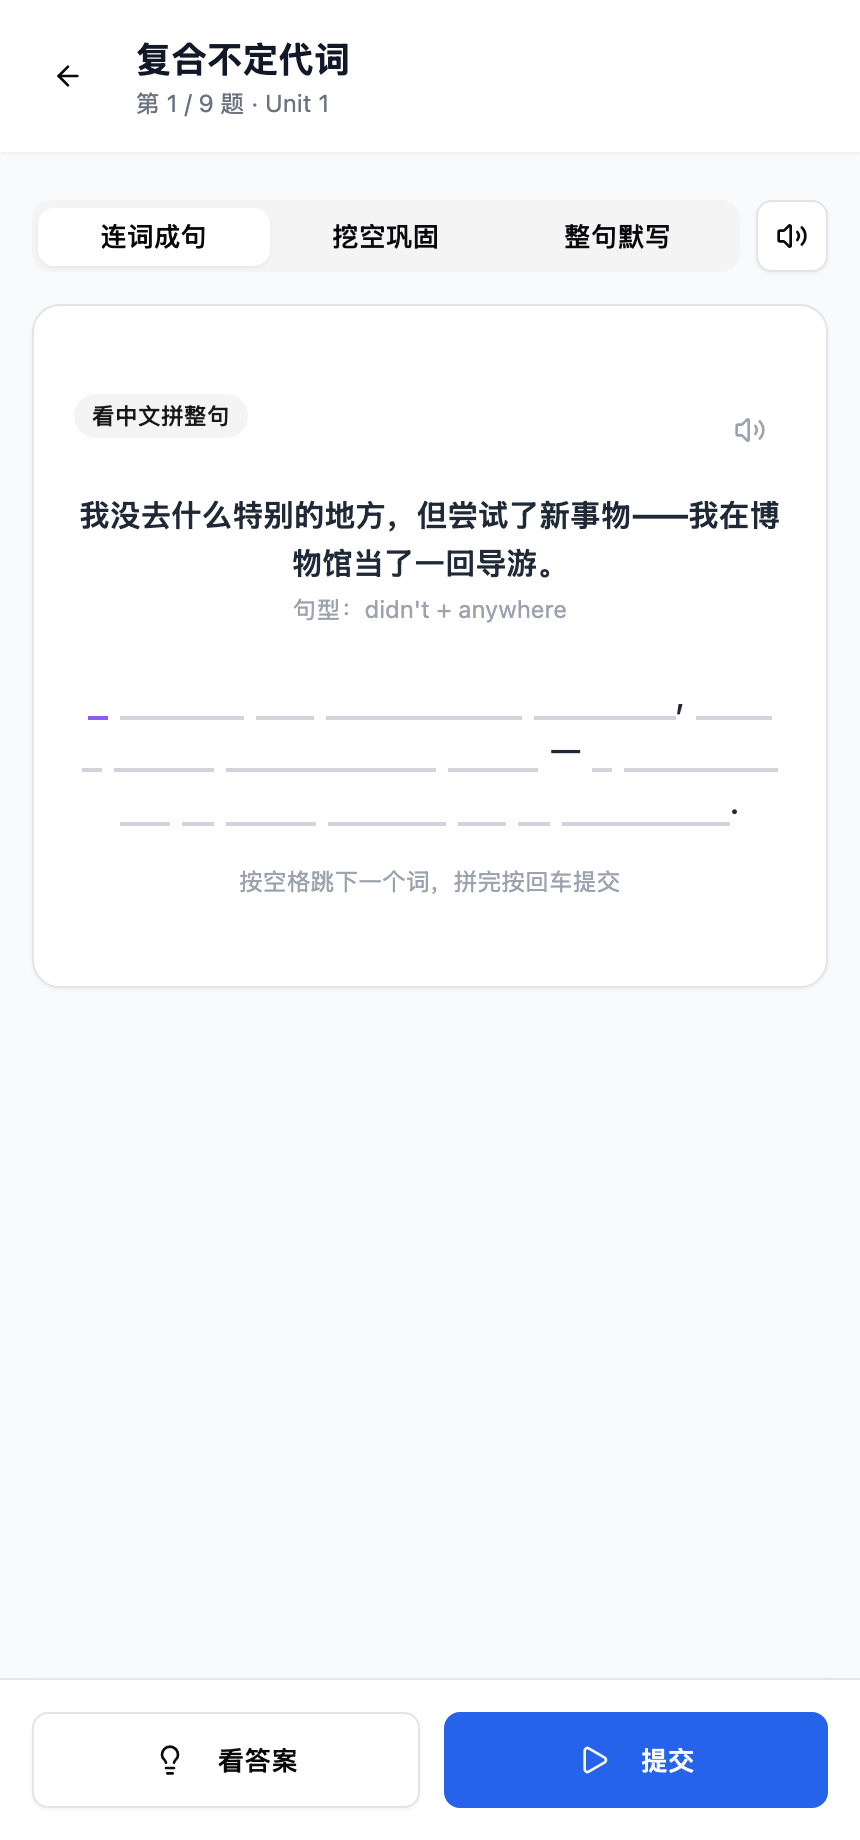 复合不定代词
第 1 / 9 题 · Unit 1
连词成句
挖空巩固
整句默写
看中文拼整句
我没去什么特别的地方，但尝试了新事物——我在博
物馆当了一回导游。
句型：didn't + anywhere
,
—
.
按空格跳下一个词，拼完按回车提交
看答案
提交